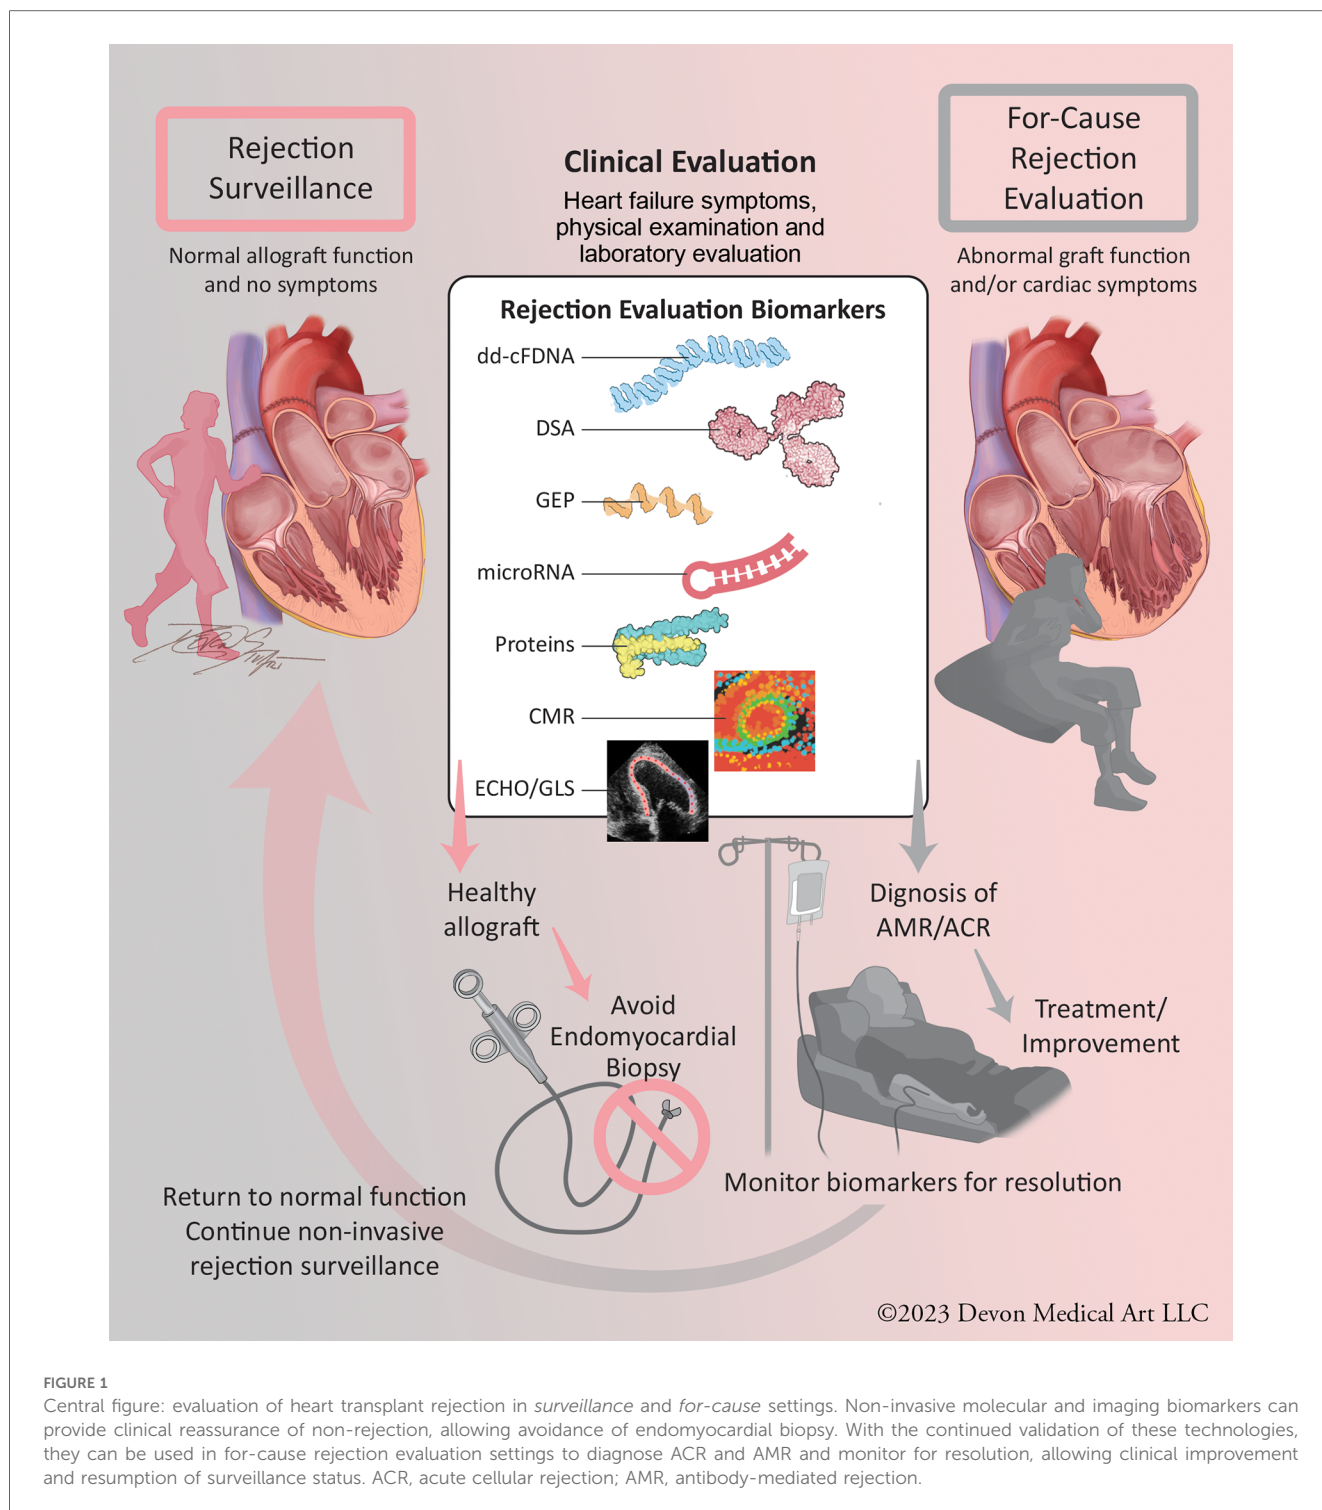 Rejection
Surveillance
Normal allograft function
and no symptoms
Clinical Evaluation
Heart failure symptoms,
physical examination and
laboratory evaluation
For-Cause
Rejection
Evaluation
Abnormal graft function
and/or cardiac symptoms
Rejection Evaluation Biomarkers
dd-cFDNA
DSA
GEP
microRNA
Proteins
CMR
ECHO/GLS
Healthy
allograft
Avoid
Endomyocardial
Biopsy
Dignosis of
AMR/ACR
Treatment/
Improvement
Monitor biomarkers for resolution
Return to normal function
Continue non-invasive
rejection surveillance
©2023 Devon Medical Art LLC
FIGURE 1
Central figure: evaluation of heart transplant rejection in surveillance and for-cause settings. Non-invasive molecular and imaging biomarkers can
provide clinical reassurance of non-rejection, allowing avoidance of endomyocardial biopsy. With the continued validation of these technologies,
they can be used in for-cause rejection evaluation settings to diagnose ACR and AMR and monitor for resolution, allowing clinical improvement
and resumption of surveillance status. ACR, acute cellular rejection; AMR, antibody-mediated rejection.